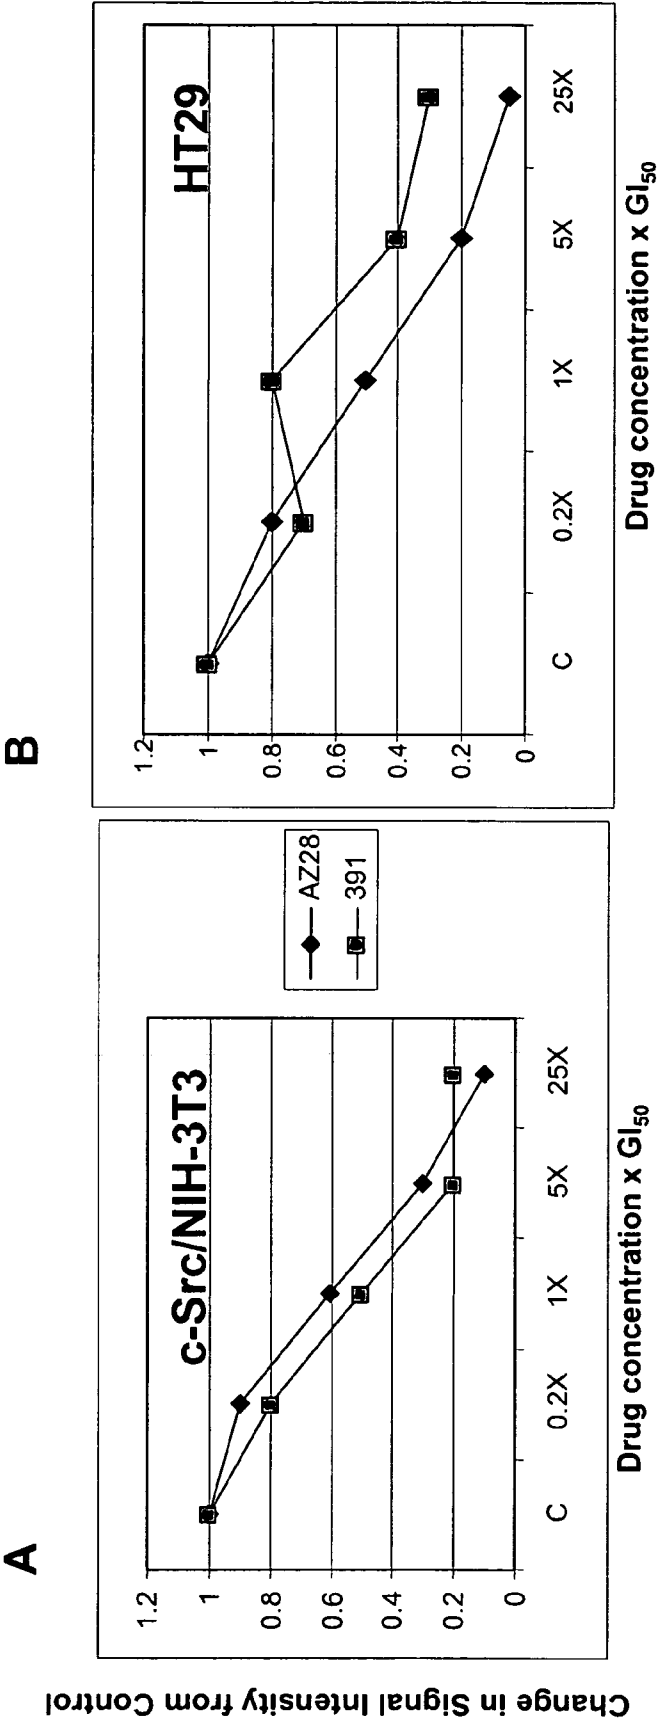 A
B
Change in Signal Intensity from Control
c-Src/NIH-3T3
1.2
1
0.8
0.6
0.4
0.2
0
C
0.2X
1X
5X
25X
Drug concentration x GI50
AZ28
391
HT29
1.2
1
0.8
0.6
0.4
0.2
0
C
0.2X
1X
5X
25X
Drug concentration x GI50